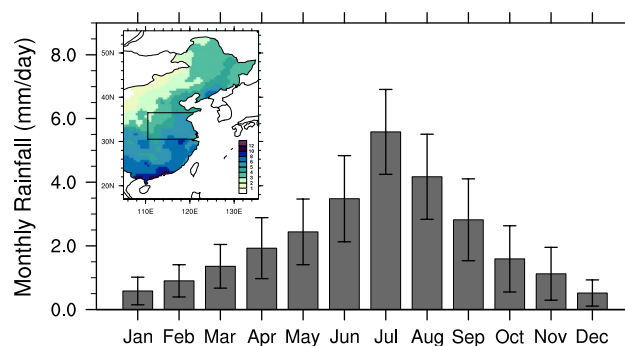 Monthly Rainfall (mm/day)
8.0
6.0
4.0
2.0
0.0
50N
40N
30N
20N
110E 120E 130E
Jan Feb Mar Apr May Jun Jul Aug Sep Oct Nov Dec